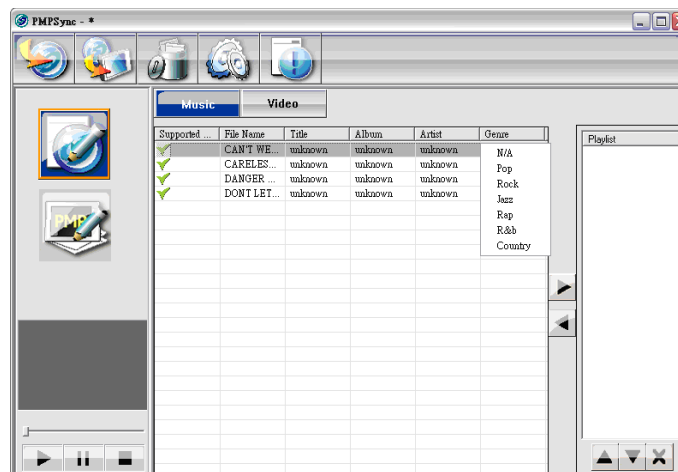 PMPSync - *
Music Video
Supported ... File Name Title Album Artist Genre
Playlist
CAN'T WE... unknown unknown unknown
CARELES... unknown unknown unknown
DANGER ... unknown unknown unknown
DONT LET... unknown unknown unknown
N/A
Pop
Rock
Jazz
Rap
R&b
Country
PMP